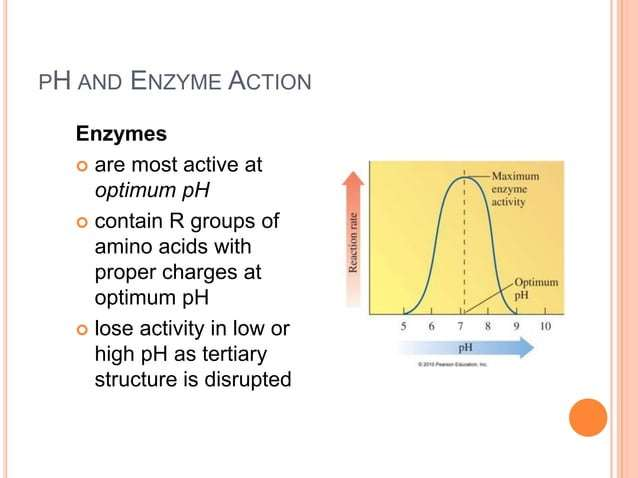 PH AND ENZYME ACTION
Enzymes
are most active at
optimum pH
contain R groups of
amino acids with
proper charges at
optimum pH
lose activity in low or
high pH as tertiary
structure is disrupted
Reaction rate
Maximum
enzyme
activity
Optimum
pH
5 6 7 8 9 10
pH
© 2010 Pearson Education, Inc.